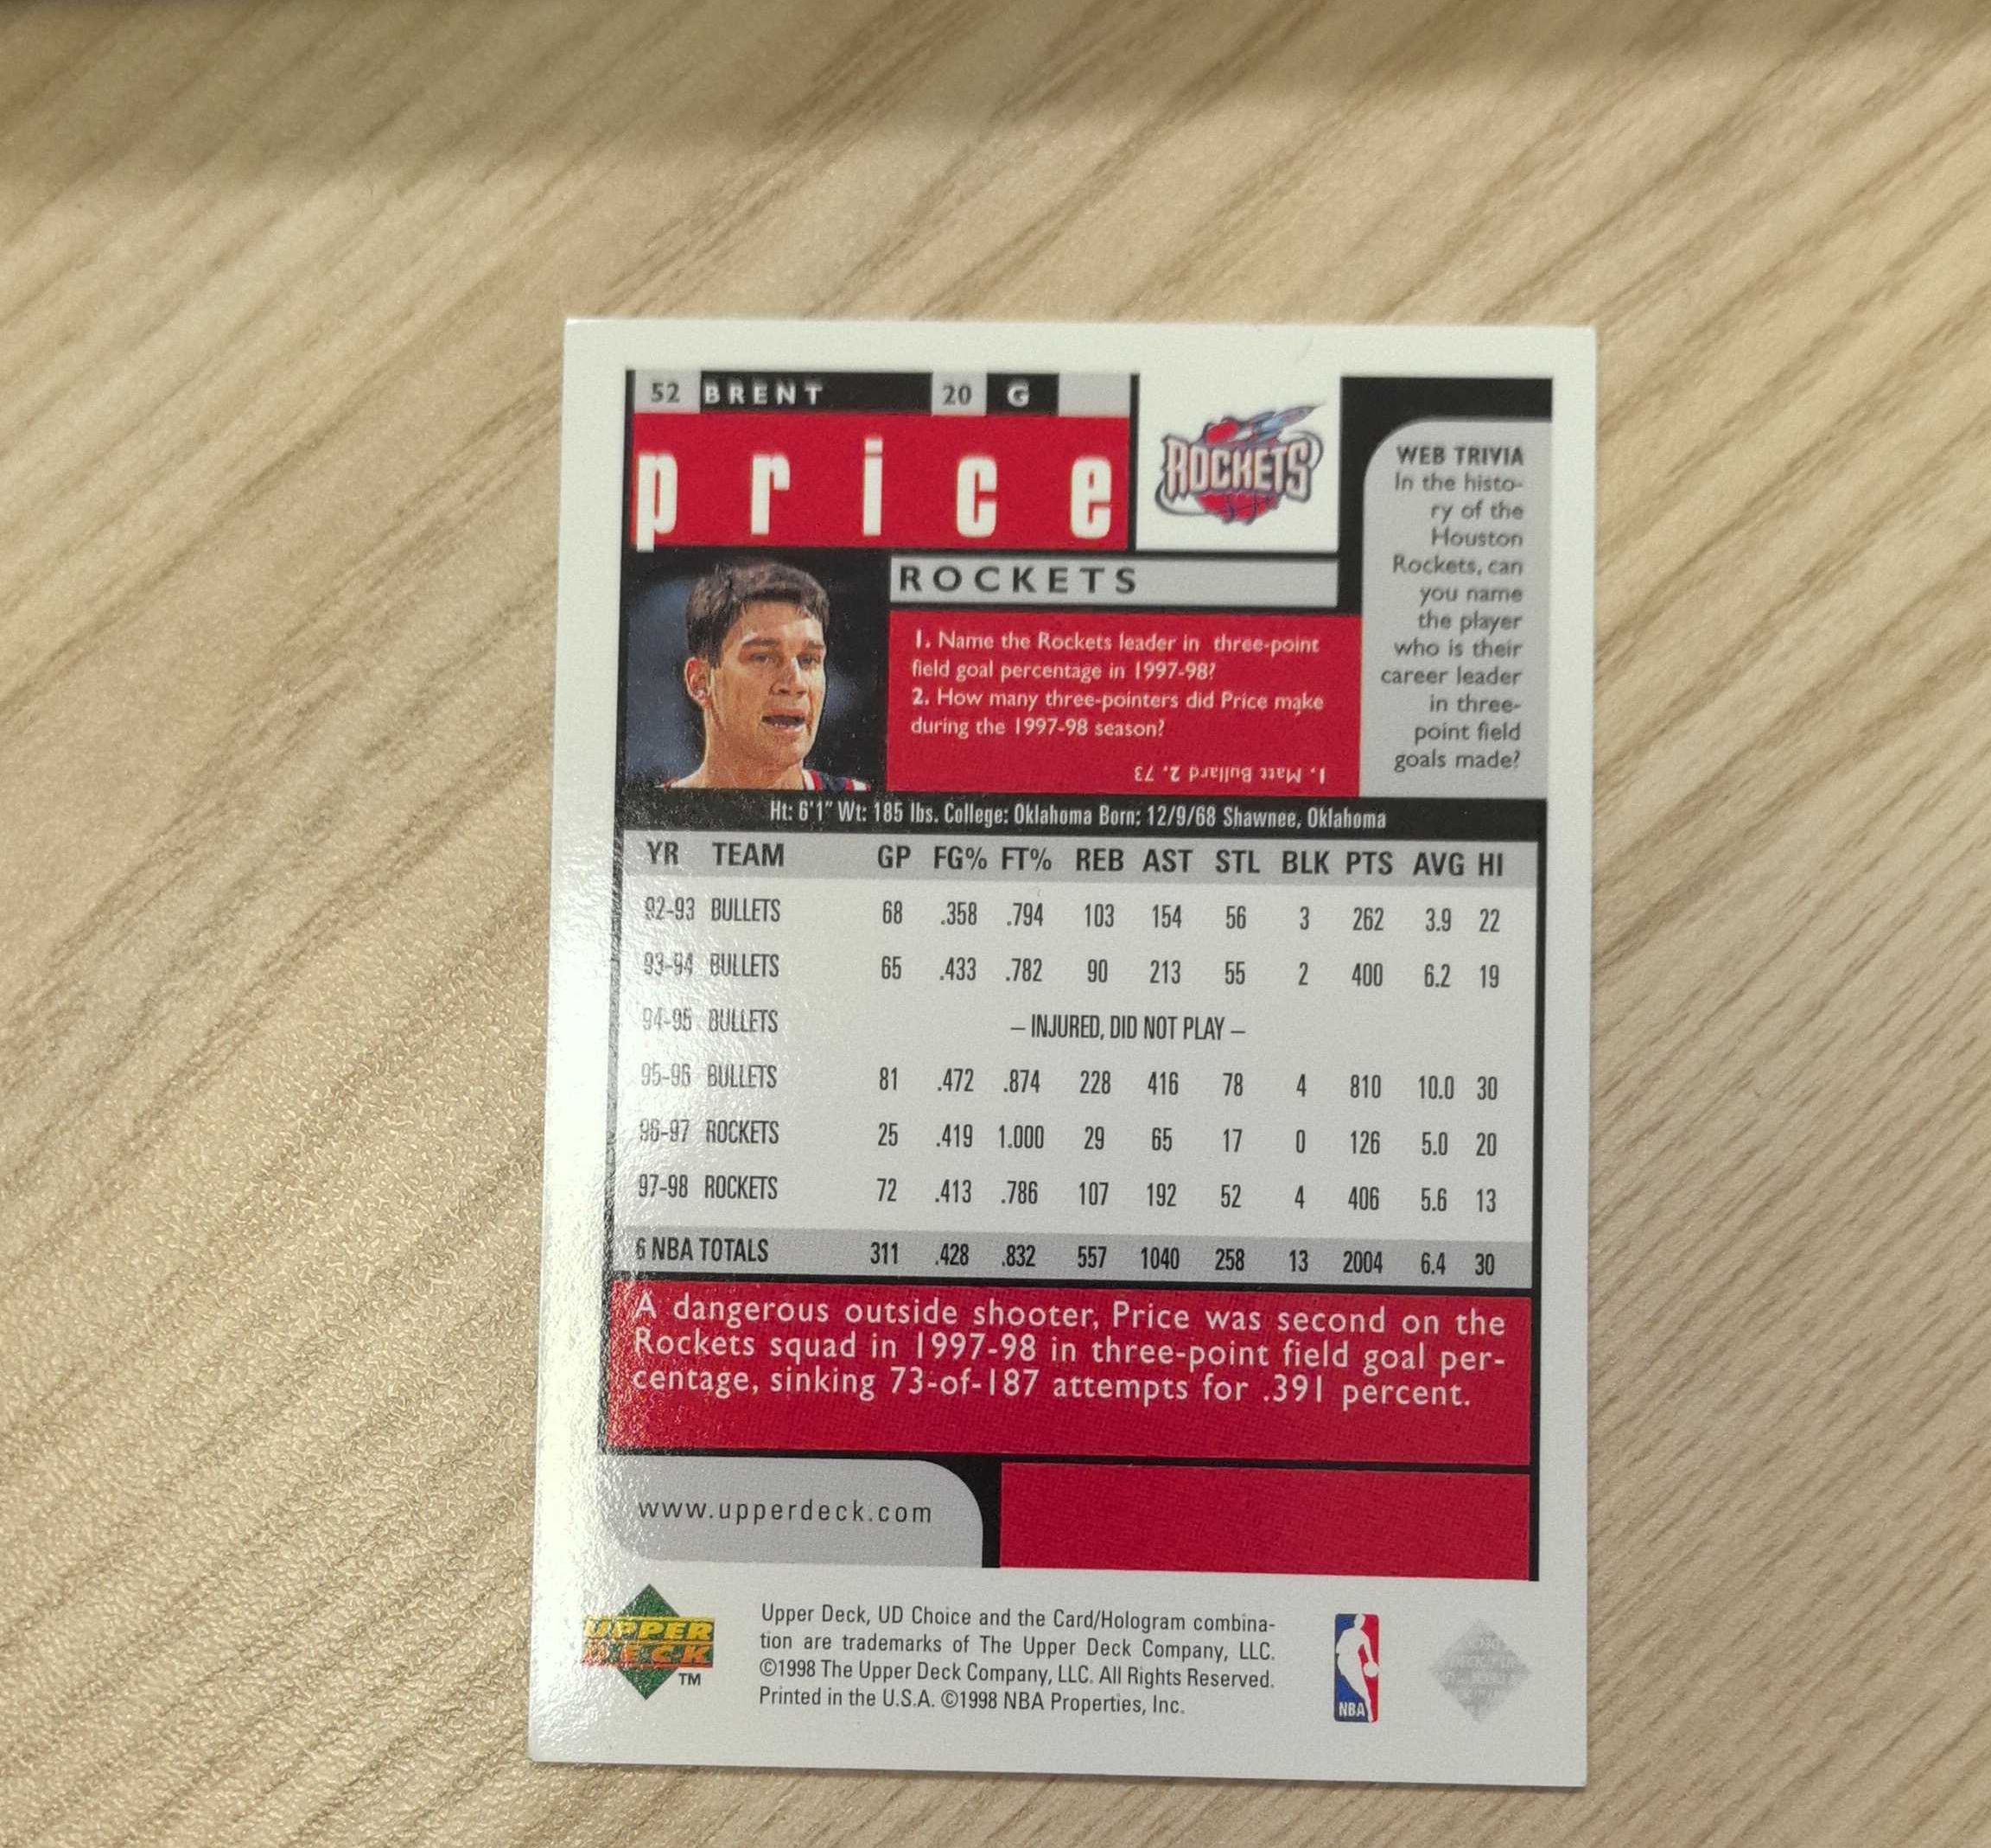 52 BRENT 20 G
price
ROCKETS
ROCKETS
1. Name the Rockets leader in three-point
field goal percentage in 1997-98?
2. How many three-pointers did Price make
during the 1997-98 season?
1. Matt Bullard 2. 73
WEB TRIVIA
In the histo-
ry of the
Houston
Rockets, can
you name
the player
who is their
career leader
in three-
point field
goals made?
Ht: 6'1" Wt: 185 lbs. College: Oklahoma Born: 12/9/68 Shawnee, Oklahoma
YR TEAM GP FG% FT% REB AST STL BLK PTS AVG HI
92-93 BULLETS 68 .358 .794 103 154 56 3 262 3.9 22
93-94 BULLETS 65 .433 .782 90 213 55 2 400 6.2 19
94-95 BULLETS – INJURED, DID NOT PLAY –
95-96 BULLETS 81 .472 .874 228 416 78 4 810 10.0 30
96-97 ROCKETS 25 .419 1.000 29 65 17 0 126 5.0 20
97-98 ROCKETS 72 .413 .786 107 192 52 4 406 5.6 13
6 NBA TOTALS 311 .428 .832 557 1040 258 13 2004 6.4 30
A dangerous outside shooter, Price was second on the
Rockets squad in 1997-98 in three-point field goal per-
centage, sinking 73-of-187 attempts for .391 percent.
www.upperdeck.com
UPPER
DECK
TM
Upper Deck, UD Choice and the Card/Hologram combina-
tion are trademarks of The Upper Deck Company, LLC.
©1998 The Upper Deck Company, LLC. All Rights Reserved.
Printed in the U.S.A. ©1998 NBA Properties, Inc.
NBA